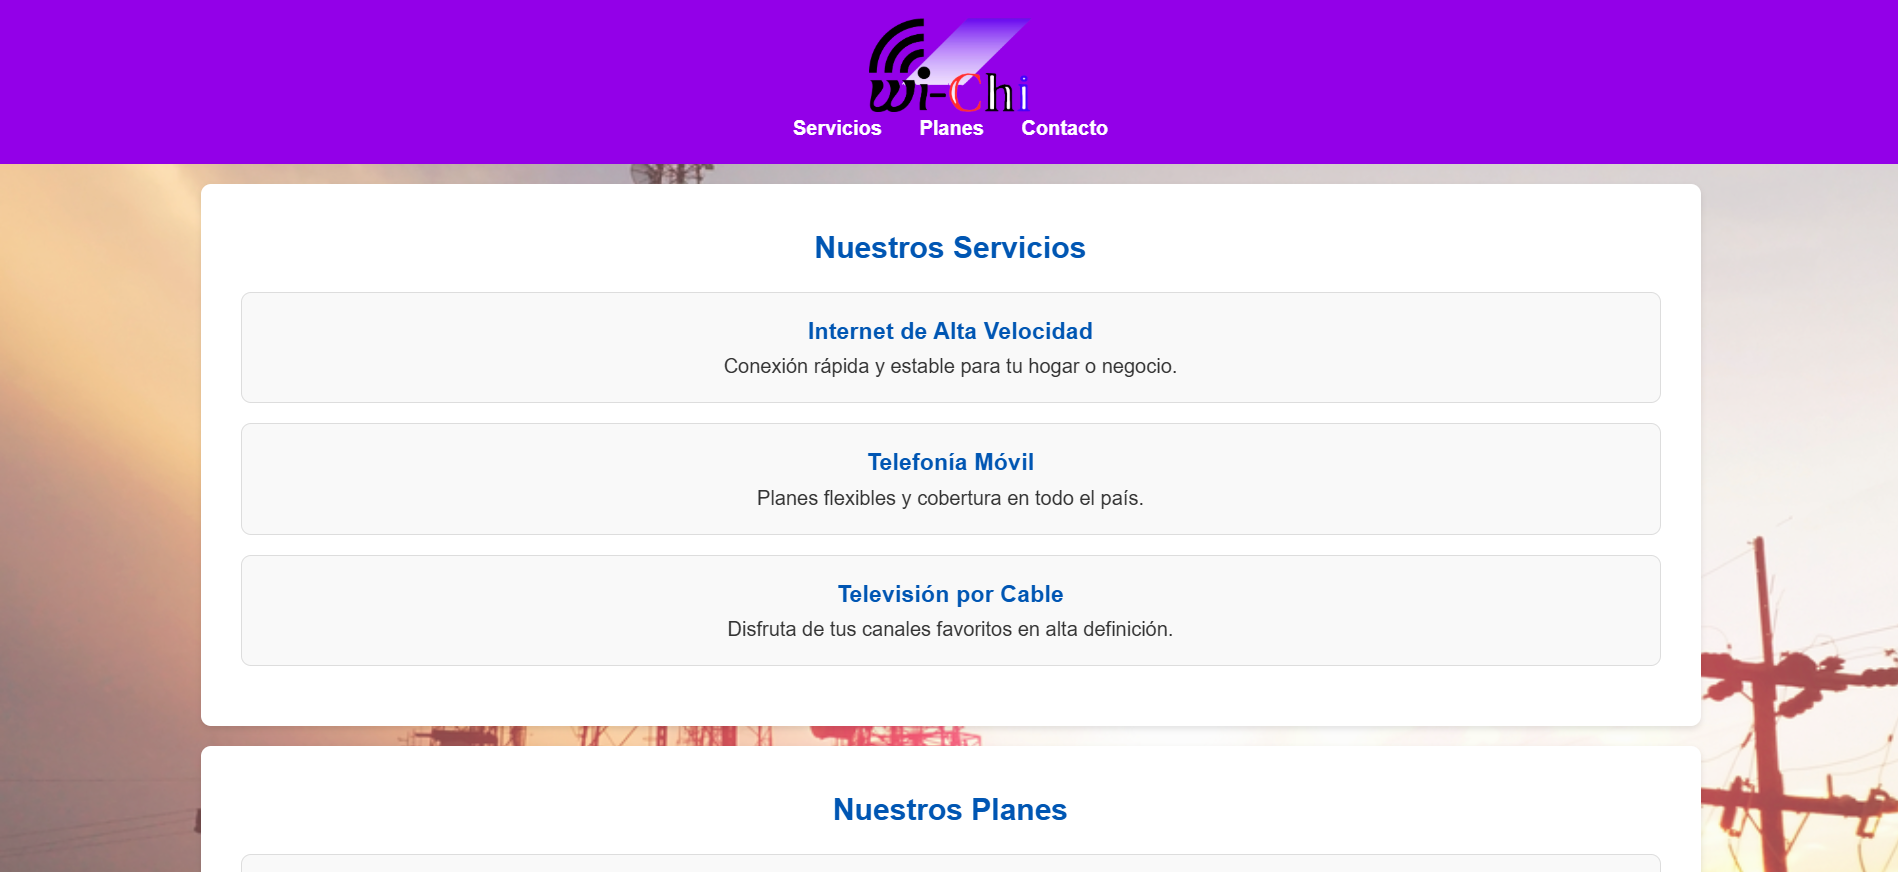 Wi-Chi
Servicios Planes Contacto
Nuestros Servicios
Internet de Alta Velocidad
Conexión rápida y estable para tu hogar o negocio.
Telefonía Móvil
Planes flexibles y cobertura en todo el país.
Televisión por Cable
Disfruta de tus canales favoritos en alta definición.
Nuestros Planes